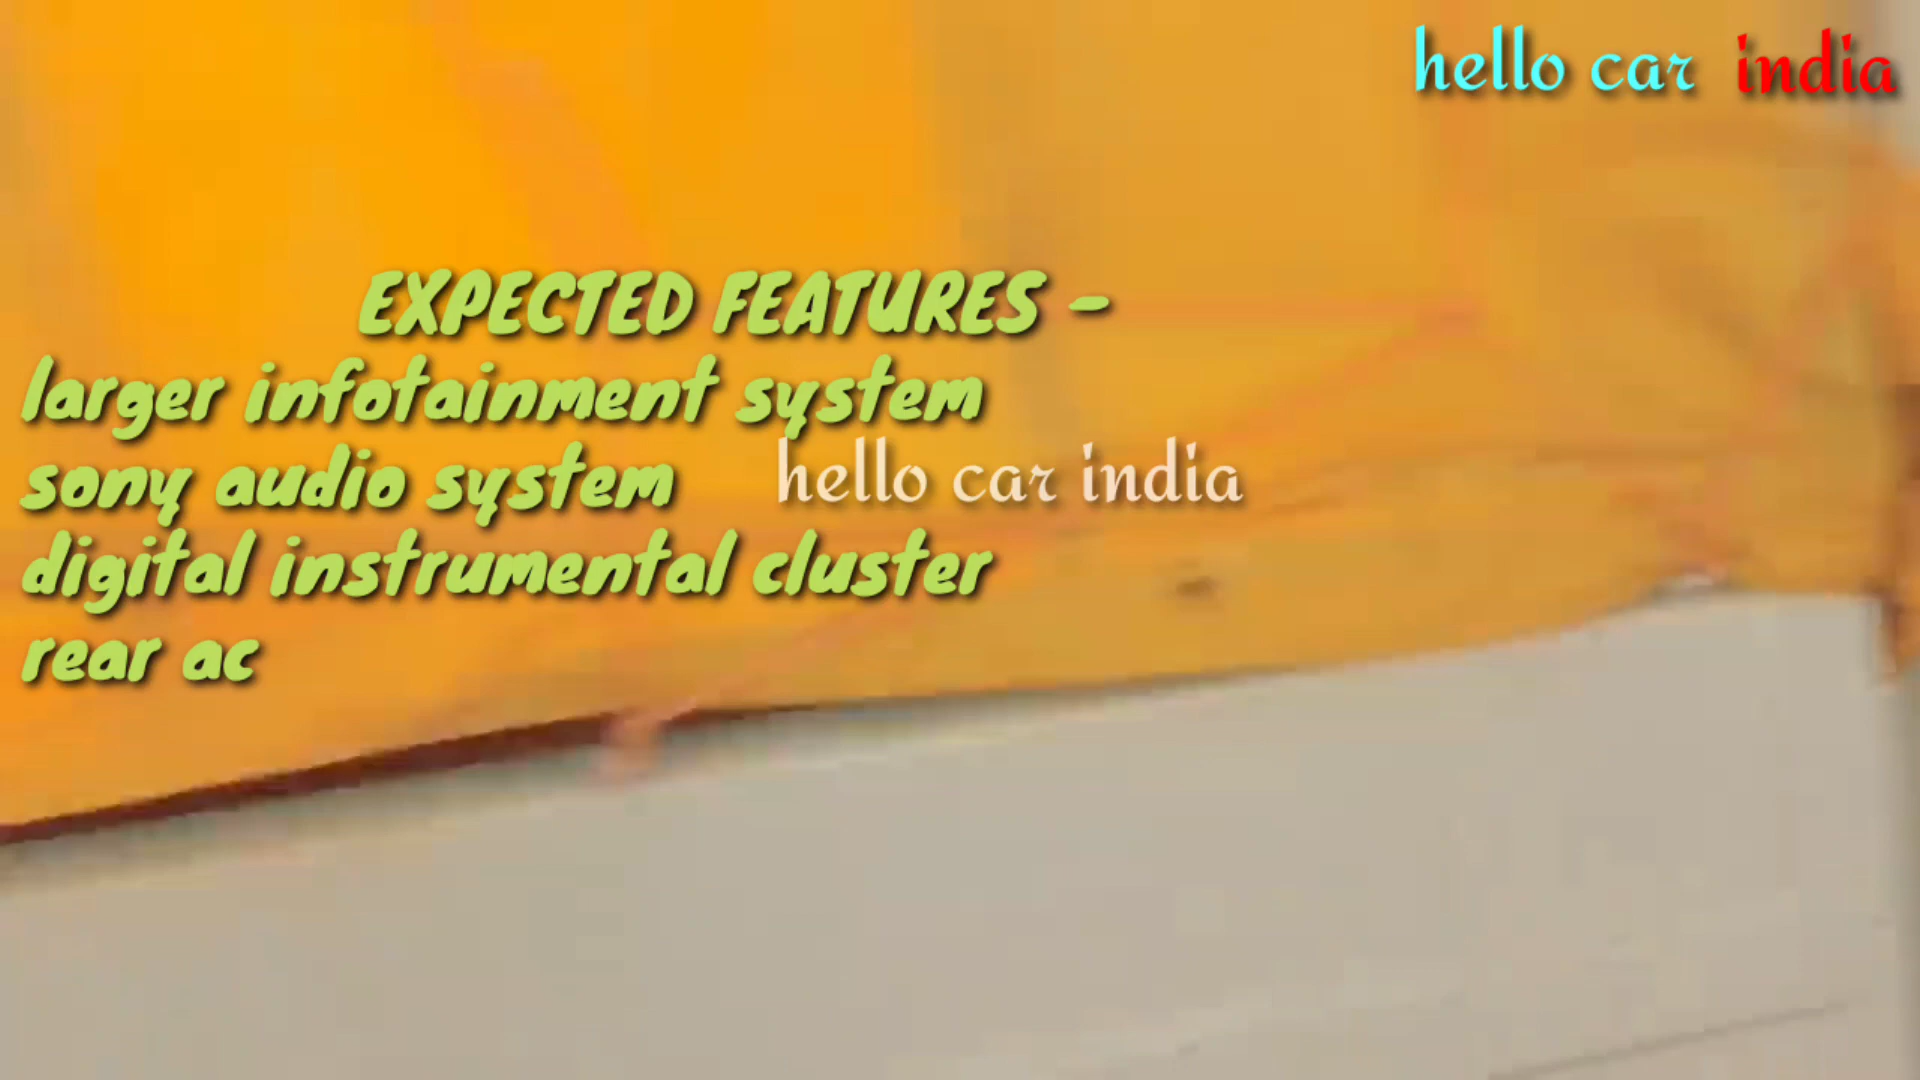 hello car india
EXPECTED FEATURES -
larger infotainment system
sony audio system
hello car india
digital instrumental cluster
rear ac